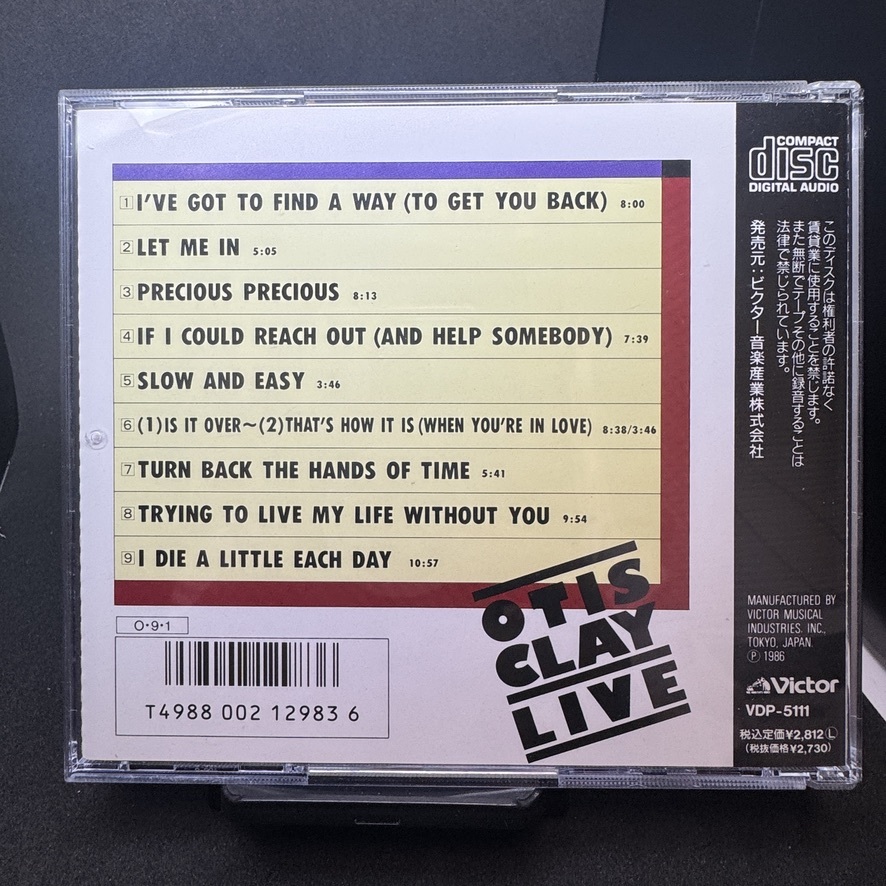 1 I'VE GOT TO FIND A WAY (TO GET YOU BACK) 8:00
2 LET ME IN 5:05
3 PRECIOUS PRECIOUS 8:13
4 IF I COULD REACH OUT (AND HELP SOMEBODY) 7:39
5 SLOW AND EASY 3:46
6 (1)IS IT OVER〜(2)THAT'S HOW IT IS (WHEN YOU'RE IN LOVE) 8:38/3:46
7 TURN BACK THE HANDS OF TIME 5:41
8 TRYING TO LIVE MY LIFE WITHOUT YOU 9:54
9 I DIE A LITTLE EACH DAY 10:57
OTIS
CLAY
LIVE
O・9・1
T4988 002 12983 6
COMPACT
disc
DIGITAL AUDIO
このディスクは権利者の許諾なく
賃貸業に使用することを禁じます。
また無断でテープその他に録音することは
法律で禁じられています。
発売元:ビクター音楽産業株式会社
MANUFACTURED BY
VICTOR MUSICAL
INDUSTRIES. INC.,
TOKYO, JAPAN.
Ⓟ 1986
Victor
VDP-5111
税込定価¥2,812 Ⓛ
(税抜価格¥2,730)